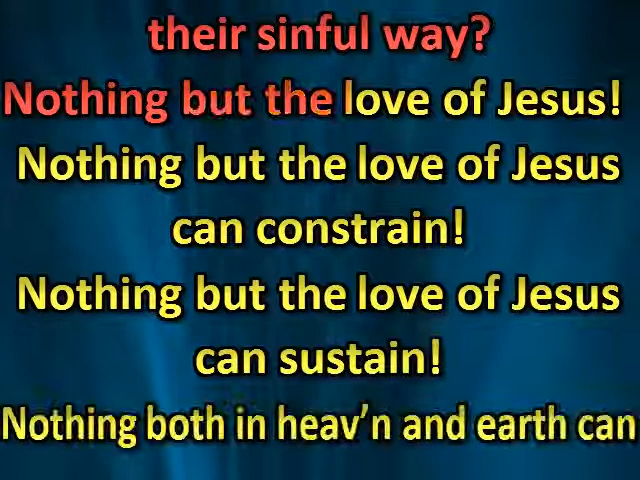 their sinful way?
Nothing but the love of Jesus!
Nothing but the love of Jesus
can constrain!
Nothing but the love of Jesus
can sustain!
Nothing both in heav’n and earth can